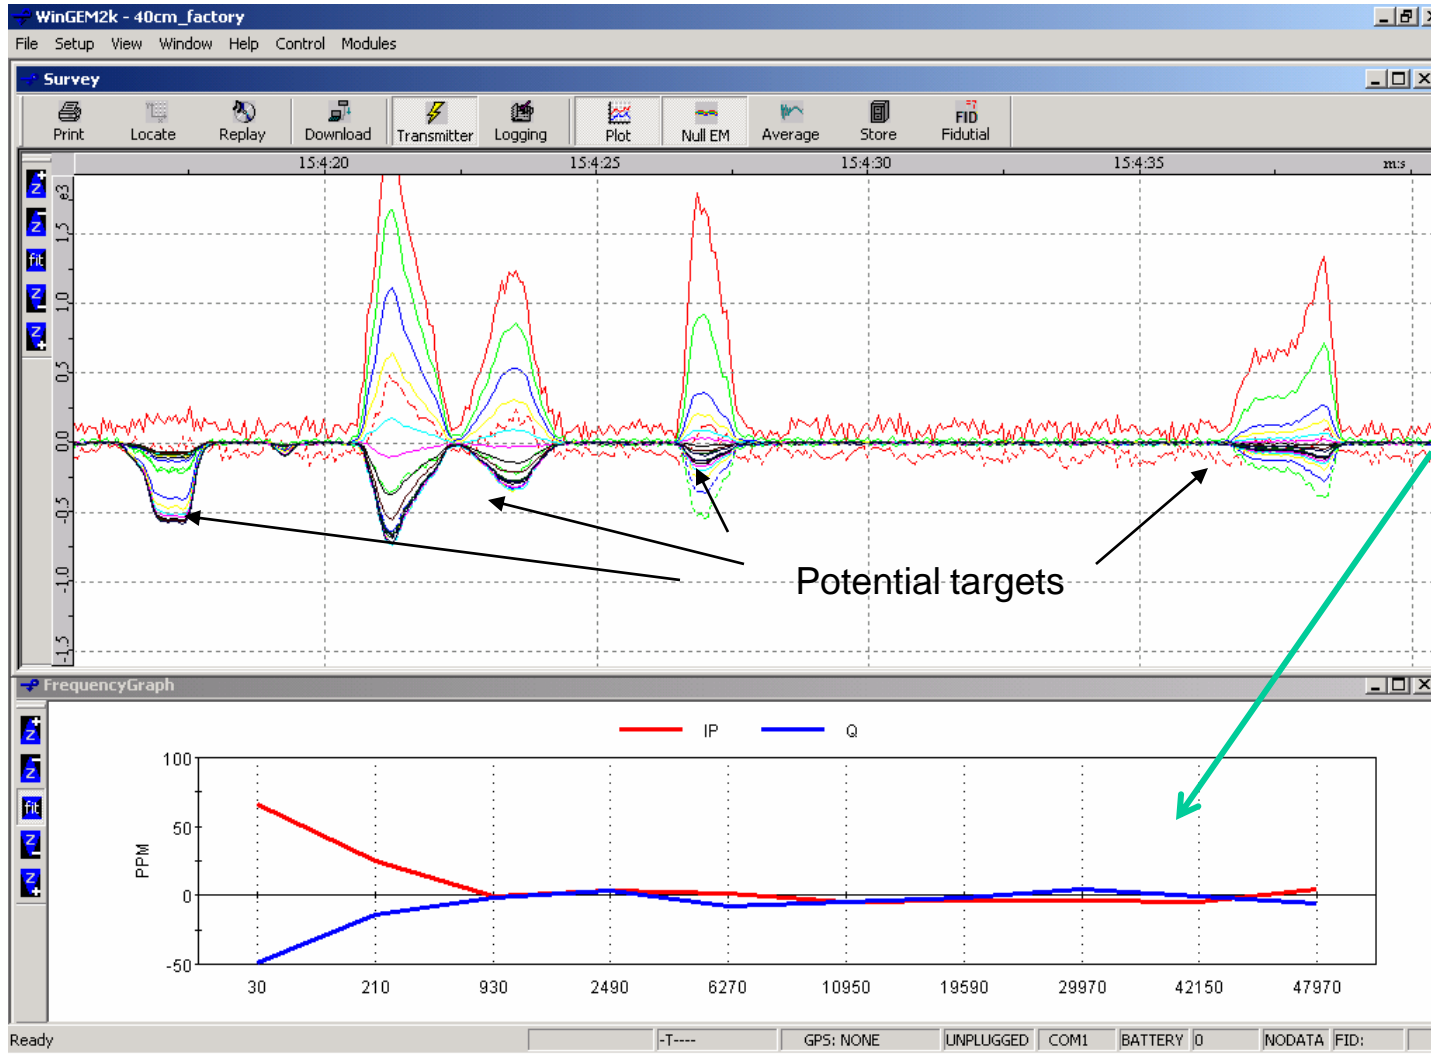 WinGEM2k - 40cm_factory
File Setup View Window Help Control Modules
Survey
Print Locate Replay Download Transmitter Logging Plot Null EM Average Store FID Fidutial
15:4:20 15:4:25 15:4:30 15:4:35 m:s
Z
Z
fit
Z
Z
e3
1,5
1,0
0,5
0,0
-0,5
-1,0
-1,5
Potential targets
FrequencyGraph
Z
Z
fit
Z
Z
IP Q
PPM
100
50
0
-50
30 210 930 2490 6270 10950 19590 29970 42150 47970
Ready -T---- GPS: NONE UNPLUGGED COM1 BATTERY 0 NODATA FID: